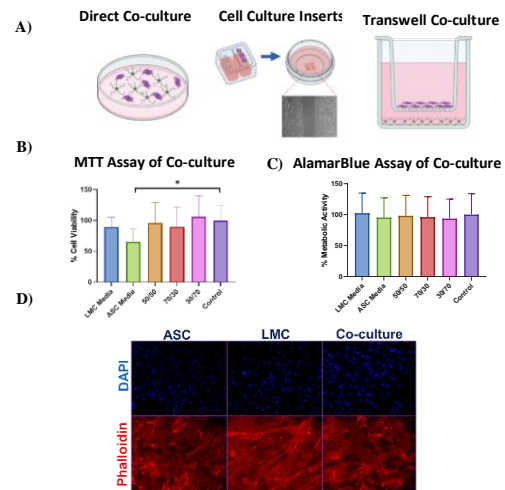 A)
Direct Co-culture
Cell Culture Inserts
Transwell Co-culture
B)
MTT Assay of Co-culture
% Cell Viability
150
100
50
0
*
LMC Media
ASC Media
50/50
70/30
30/70
Control
C)
AlamarBlue Assay of Co-culture
% Metabolic Activity
150
100
50
0
LMC Media
ASC Media
50/50
70/30
30/70
Control
D)
ASC
LMC
Co-culture
DAPI
Phalloidin